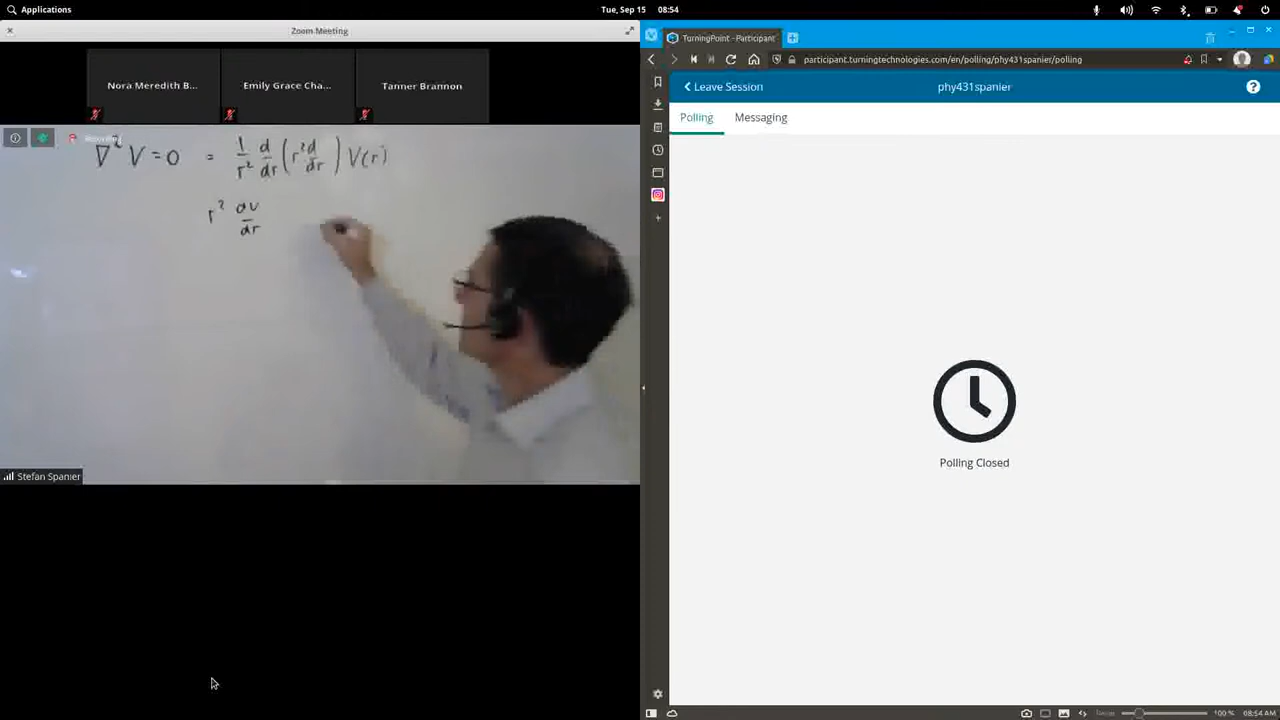 Applications
Tue, Sep 15 08:54
Zoom Meeting
Nora Meredith B...
Emily Grace Cha...
Tanner Brannon
Recording
∇² V = 0 = 1/r² d/dr (r² d/dr) V(r)
r² dV/dr
Stefan Spanier
TurningPoint - Participant
participant.turningtechnologies.com/en/polling/phy431spanier/polling
Leave Session
phy431spanier
?
Polling
Messaging
Polling Closed
100 %
08:54 AM